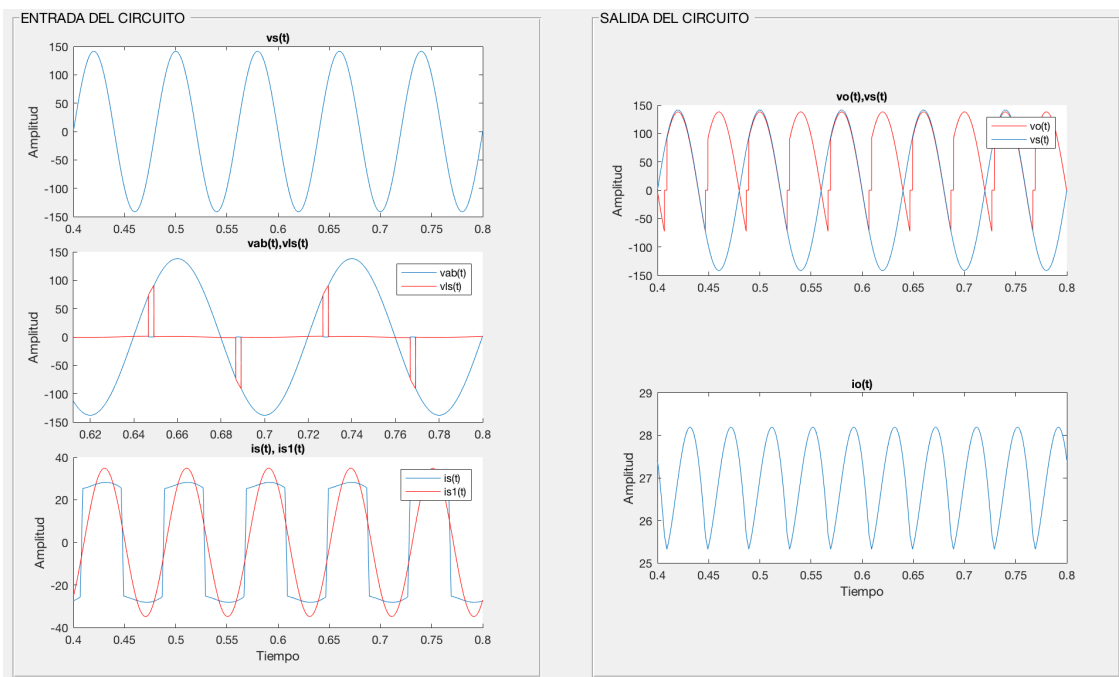 ENTRADA DEL CIRCUITO
vs(t)
Amplitud
150
100
50
0
-50
-100
-150
0.4 0.45 0.5 0.55 0.6 0.65 0.7 0.75 0.8
vab(t),vls(t)
Amplitud
150
100
50
0
-50
-100
-150
vab(t)
vls(t)
0.62 0.64 0.66 0.68 0.7 0.72 0.74 0.76 0.78 0.8
is(t), is1(t)
Amplitud
40
20
0
-20
-40
is(t)
is1(t)
0.4 0.45 0.5 0.55 0.6 0.65 0.7 0.75 0.8
Tiempo
SALIDA DEL CIRCUITO
vo(t),vs(t)
Amplitud
150
100
50
0
-50
-100
-150
vo(t)
vs(t)
0.4 0.45 0.5 0.55 0.6 0.65 0.7 0.75 0.8
io(t)
Amplitud
29
28
27
26
25
0.4 0.45 0.5 0.55 0.6 0.65 0.7 0.75 0.8
Tiempo